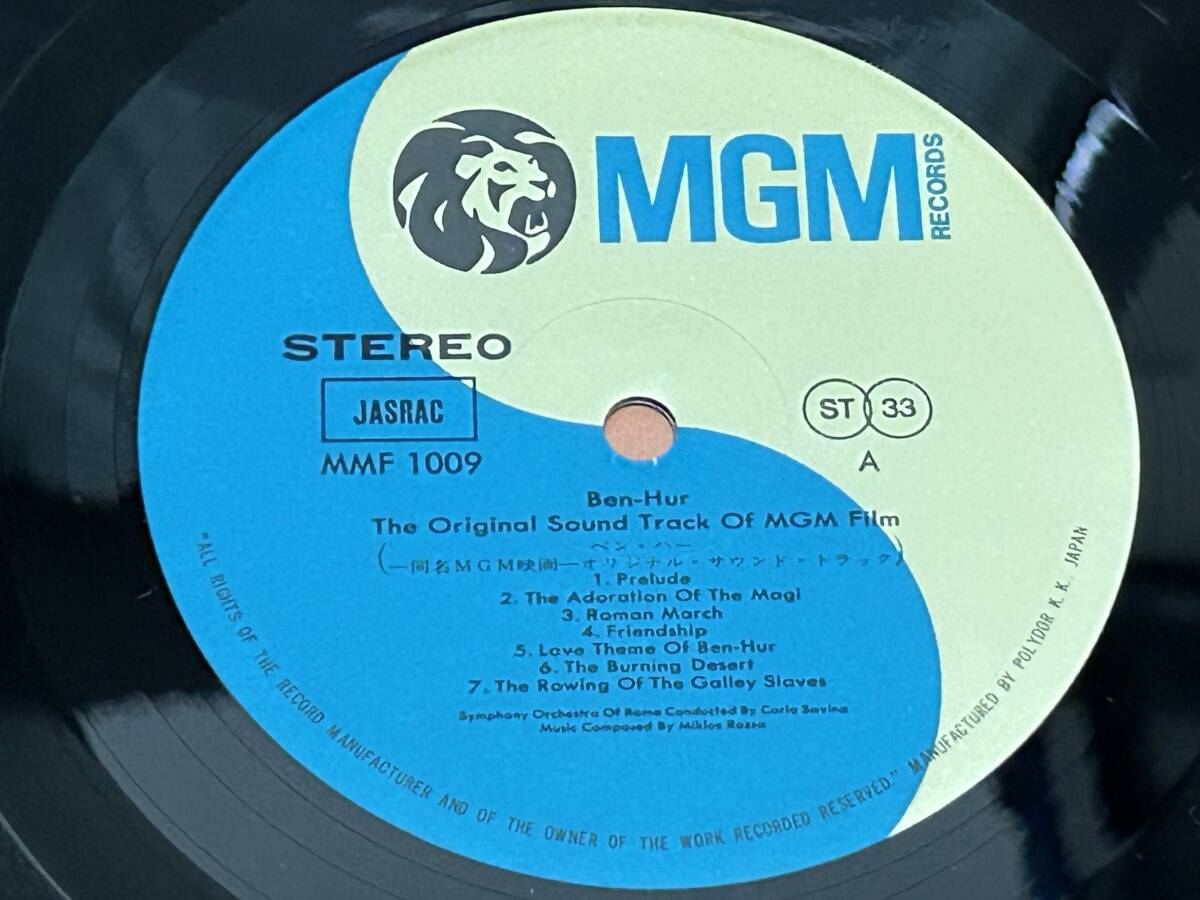 MGM
RECORDS
STEREO
JASRAC
MMF 1009
ST 33
A
Ben-Hur
The Original Sound Track Of MGM Film
ベン・ハー
(—同名MGM映画—オリジナル・サウンド・トラック)
1. Prelude
2. The Adoration Of The Magi
3. Roman March
4. Friendship
5. Love Theme Of Ben-Hur
6. The Burning Desert
7. The Rowing Of The Galley Slaves
Symphony Orchestra Of Rome Conducted By Carlo Savina
Music Composed By Miklos Rozsa
"ALL RIGHTS OF THE RECORD MANUFACTURER AND OF THE OWNER OF THE WORK RECORDED RESERVED." MANUFACTURED BY POLYDOR K. K., JAPAN